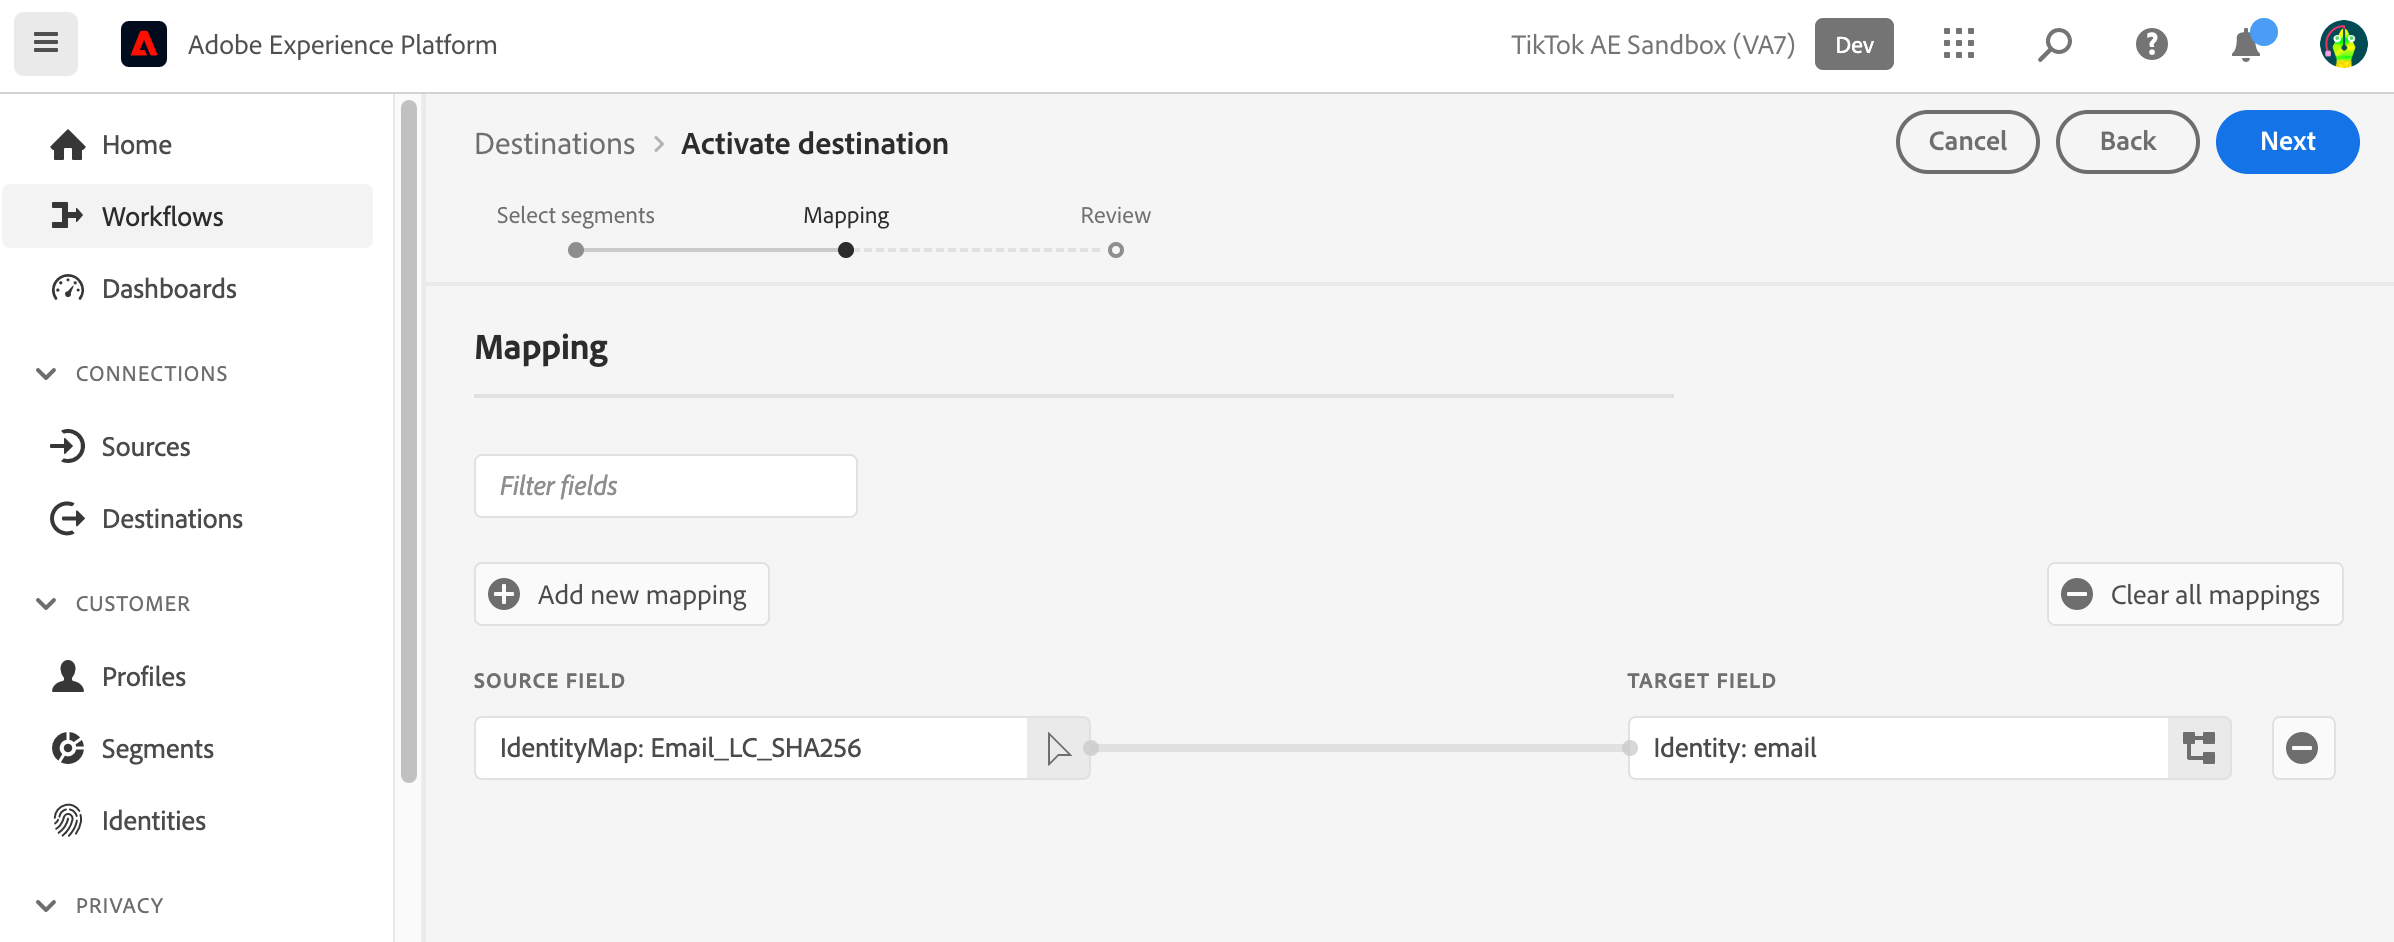 Adobe Experience Platform
TikTok AE Sandbox (VA7)
Dev
Home
Workflows
Dashboards
CONNECTIONS
Sources
Destinations
CUSTOMER
Profiles
Segments
Identities
PRIVACY
Destinations > Activate destination
Cancel
Back
Next
Select segments
Mapping
Review
Mapping
Filter fields
Add new mapping
Clear all mappings
SOURCE FIELD
TARGET FIELD
IdentityMap: Email_LC_SHA256
Identity: email